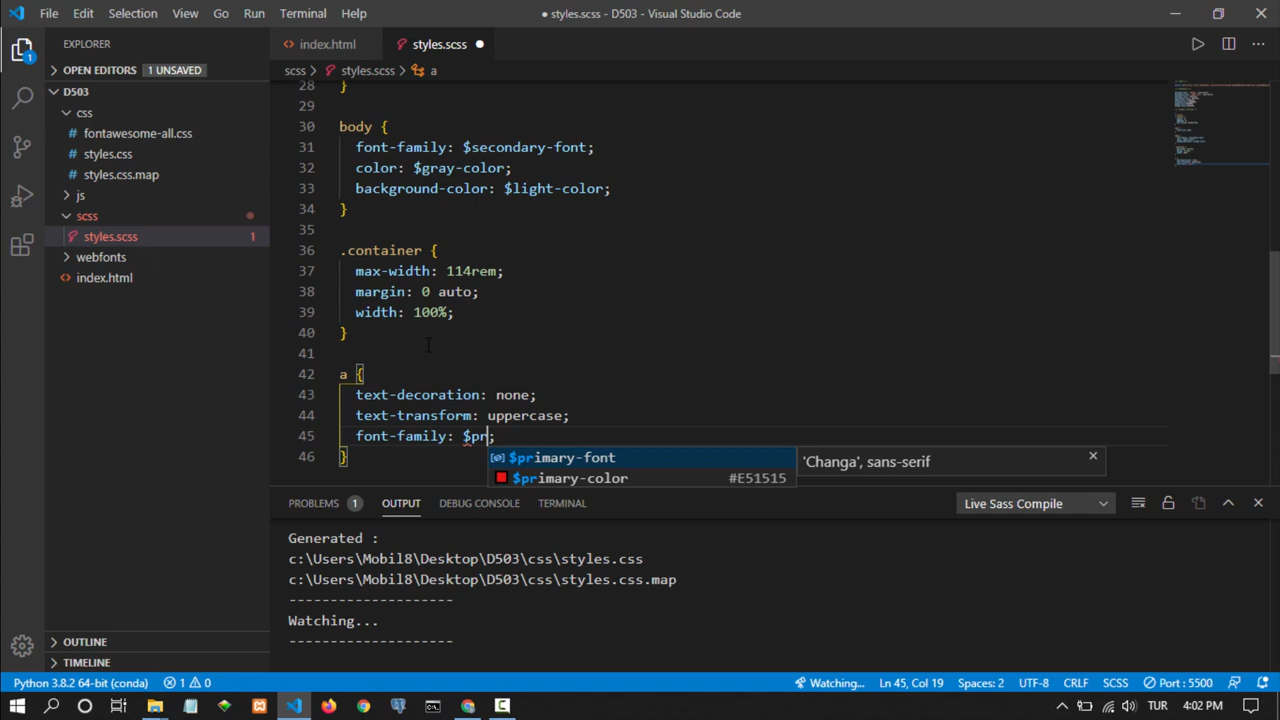 File Edit Selection View Go Run Terminal Help
● styles.scss - D503 - Visual Studio Code
EXPLORER
OPEN EDITORS 1 UNSAVED
D503
css
# fontawesome-all.css
# styles.css
# styles.css.map
js
scss
styles.scss 1
webfonts
<> index.html
OUTLINE
TIMELINE
1
<> index.html styles.scss ●
scss > styles.scss > a
28 }
29
30 body {
31 font-family: $secondary-font;
32 color: $gray-color;
33 background-color: $light-color;
34 }
35
36 .container {
37 max-width: 114rem;
38 margin: 0 auto;
39 width: 100%;
40 }
41
42 a {
43 text-decoration: none;
44 text-transform: uppercase;
45 font-family: $pr;
46 }
$primary-font 'Changa', sans-serif
$primary-color #E51515
PROBLEMS 1 OUTPUT DEBUG CONSOLE TERMINAL Live Sass Compile
Generated :
c:\Users\Mobil8\Desktop\D503\css\styles.css
c:\Users\Mobil8\Desktop\D503\css\styles.css.map
--------------------
Watching...
--------------------
Python 3.8.2 64-bit (conda) 1 0 Watching... Ln 45, Col 19 Spaces: 2 UTF-8 CRLF SCSS Port : 5500
TUR 4:02 PM